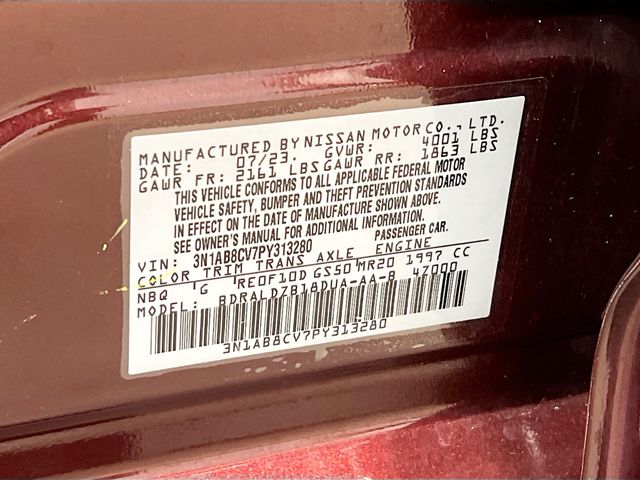 MANUFACTURED BY NISSAN MOTOR CO., LTD.
DATE: 07/23. GVWR: 4001 LBS
GAWR FR: 2161 LBS GAWR RR: 1863 LBS
THIS VEHICLE CONFORMS TO ALL APPLICABLE FEDERAL MOTOR
VEHICLE SAFETY, BUMPER AND THEFT PREVENTION STANDARDS
IN EFFECT ON THE DATE OF MANUFACTURE SHOWN ABOVE.
SEE OWNER'S MANUAL FOR ADDITIONAL INFORMATION.
VIN: 3N1AB8CV7PY313280 PASSENGER CAR.
COLOR TRIM TRANS AXLE ENGINE
NBQ G RE0F10D GS50 MR20 1997 CC
MODEL: BDRALDZB18DUA-AA-B 4Z000
3N1AB8CV7PY313280